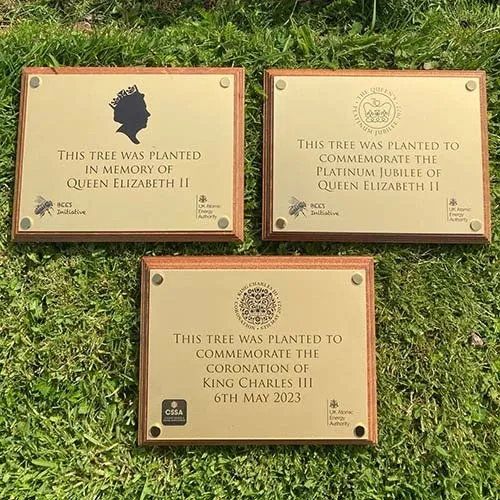 THIS TREE WAS PLANTED
IN MEMORY OF
QUEEN ELIZABETH II
BEES
Initiative
UK Atomic
Energy
Authority
THE QUEEN'S
PLATINUM JUBILEE
2022
THIS TREE WAS PLANTED TO
COMMEMORATE THE
PLATINUM JUBILEE OF
QUEEN ELIZABETH II
BEES
Initiative
UK Atomic
Energy
Authority
KING CHARLES III
CORONATION
THIS TREE WAS PLANTED TO
COMMEMORATE THE
CORONATION OF
KING CHARLES III
6TH MAY 2023
CSSA
UK Atomic
Energy
Authority